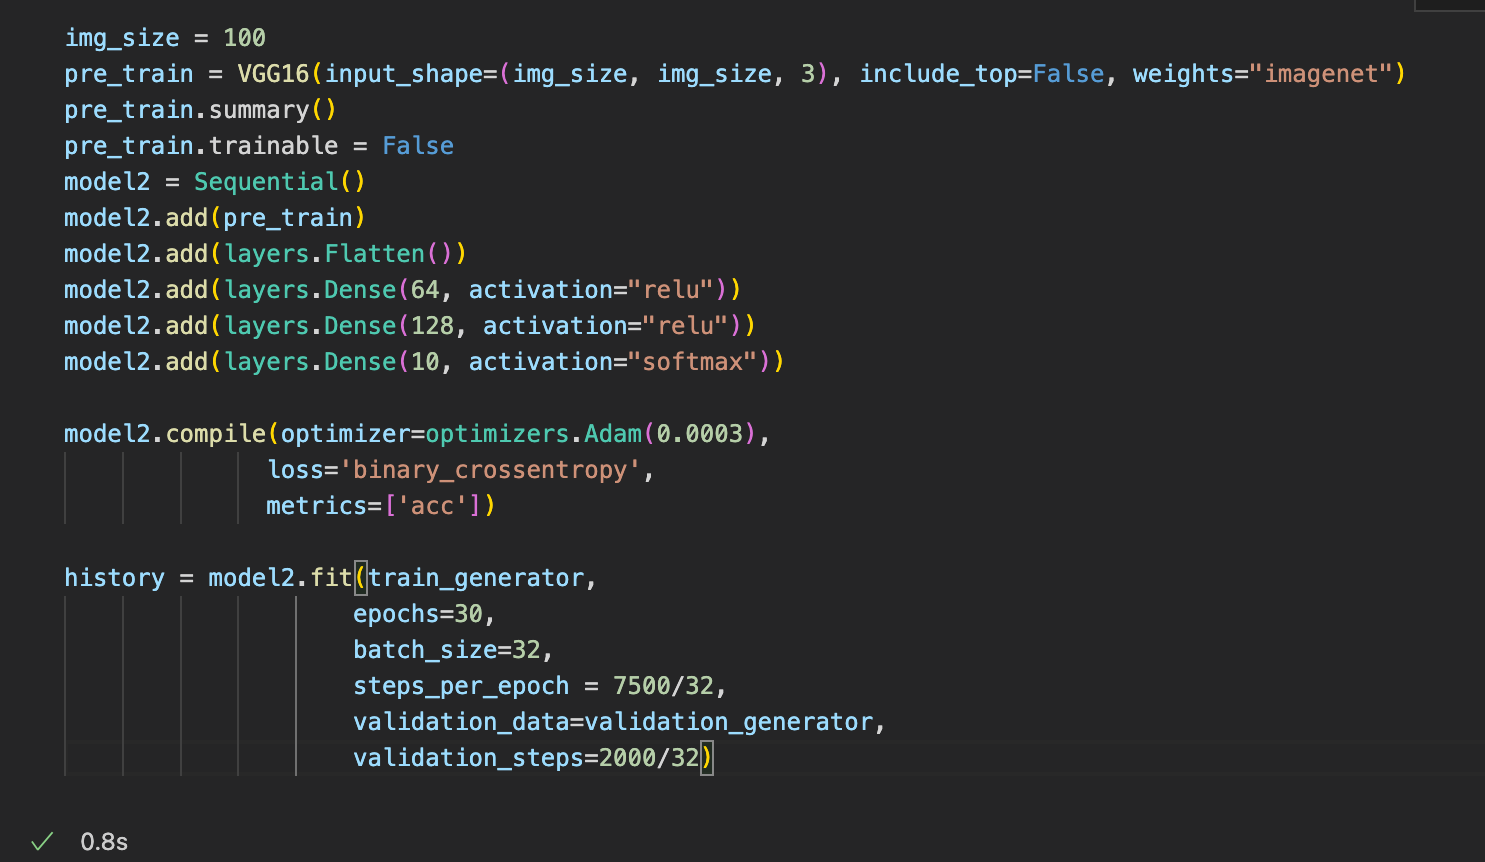 img_size = 100
pre_train = VGG16(input_shape=(img_size, img_size, 3), include_top=False, weights="imagenet")
pre_train.summary()
pre_train.trainable = False
model2 = Sequential()
model2.add(pre_train)
model2.add(layers.Flatten())
model2.add(layers.Dense(64, activation="relu"))
model2.add(layers.Dense(128, activation="relu"))
model2.add(layers.Dense(10, activation="softmax"))
model2.compile(optimizer=optimizers.Adam(0.0003),
loss='binary_crossentropy',
metrics=['acc'])
history = model2.fit(train_generator,
epochs=30,
batch_size=32,
steps_per_epoch = 7500/32,
validation_data=validation_generator,
validation_steps=2000/32)
0.8s